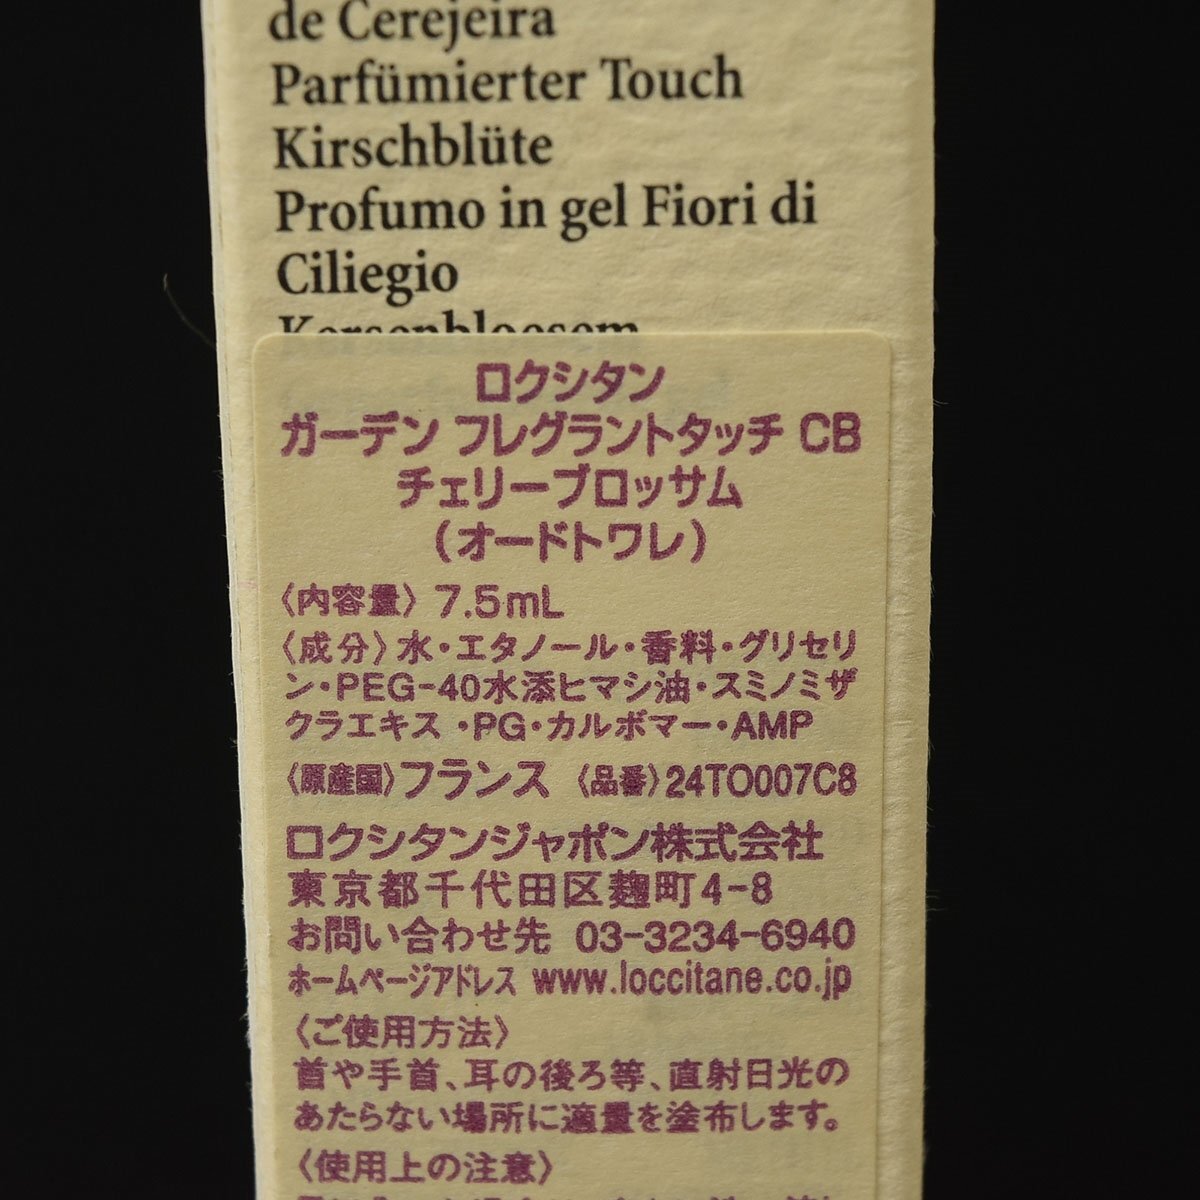 de Cerejeira
Parfümierter Touch
Kirschblüte
Profumo in gel Fiori di
Ciliegio
Kersenbloesem
ロクシタン
ガーデン フレグラントタッチ CB
チェリーブロッサム
(オードトワレ)
〈内容量〉 7.5mL
〈成分〉水・エタノール・香料・グリセリ
ン・PEG-40水添ヒマシ油・スミノミザ
クラエキス ・PG・カルボマー・AMP
〈原産国〉フランス 〈品番〉24TO007C8
ロクシタンジャポン株式会社
東京都千代田区麹町4-8
お問い合わせ先 03-3234-6940
ホームページアドレス www.loccitane.co.jp
〈ご使用方法〉
首や手首、耳の後ろ等、直射日光の
あたらない場所に適量を塗布します。
〈使用上の注意〉